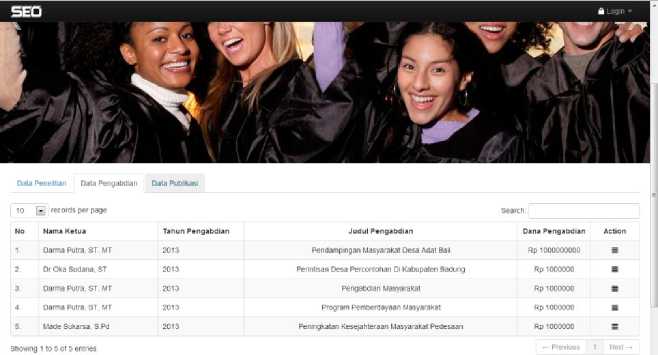 SEO
Login
Data Penelitian Data Pengabdian Data Publikasi
10 records per page Search:
No Nama Ketua Tahun Pengabdian Judul Pengabdian Dana Pengabdian Action
1. Darma Putra, ST. MT 2013 Pendampingan Masyarakat Desa Adat Bali Rp 1000000000
2. Dr Oka Sudana, ST 2013 Perintisan Desa Percontohan Di Kabupaten Badung Rp 1000000
3. Darma Putra, ST. MT 2013 Pengabdian Masyarakat Rp 1000000
4. Darma Putra, ST. MT 2013 Program Pemberdayaan Masyarakat Rp 1000000
5. Made Sukarsa, S.Pd 2013 Peningkatan Kesejahteraan Masyarakat Pedesaan Rp 1000000
Showing 1 to 5 of 5 entries ← Previous 1 Next →